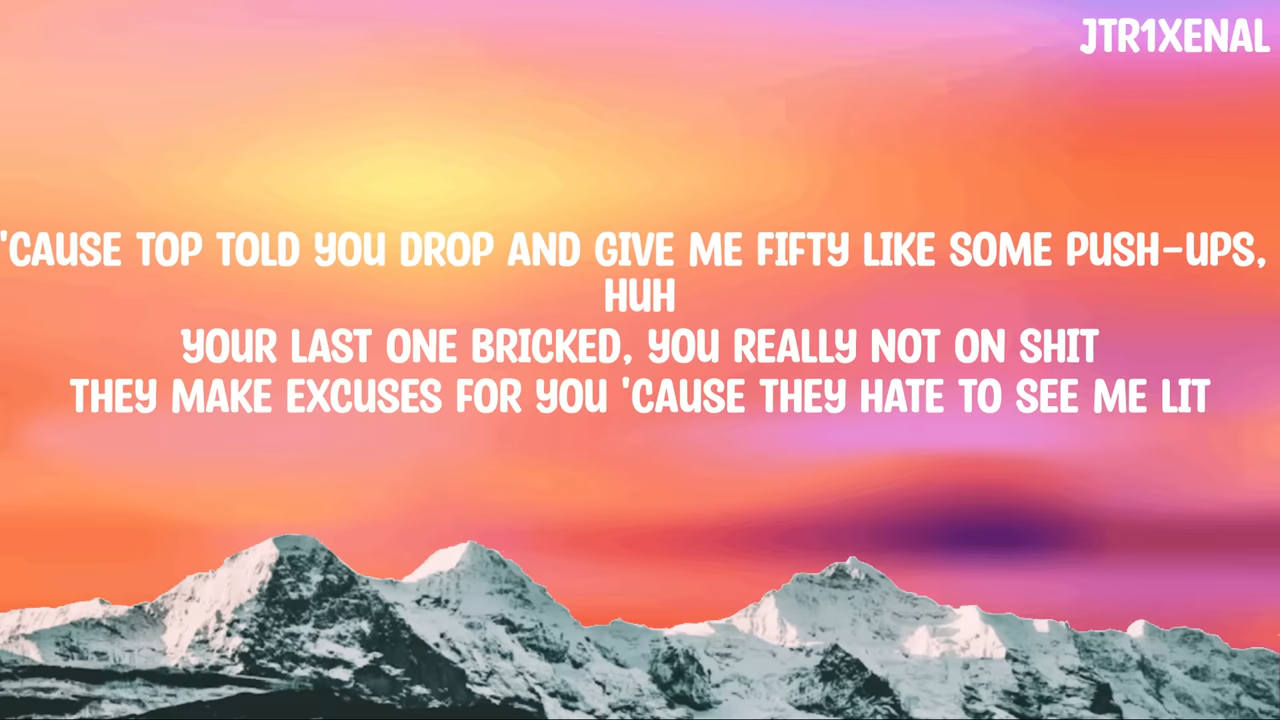 JTR1XENAL
'CAUSE TOP TOLD YOU DROP AND GIVE ME FIFTY LIKE SOME PUSH-UPS,
HUH
YOUR LAST ONE BRICKED, YOU REALLY NOT ON SHIT
THEY MAKE EXCUSES FOR YOU 'CAUSE THEY HATE TO SEE ME LIT